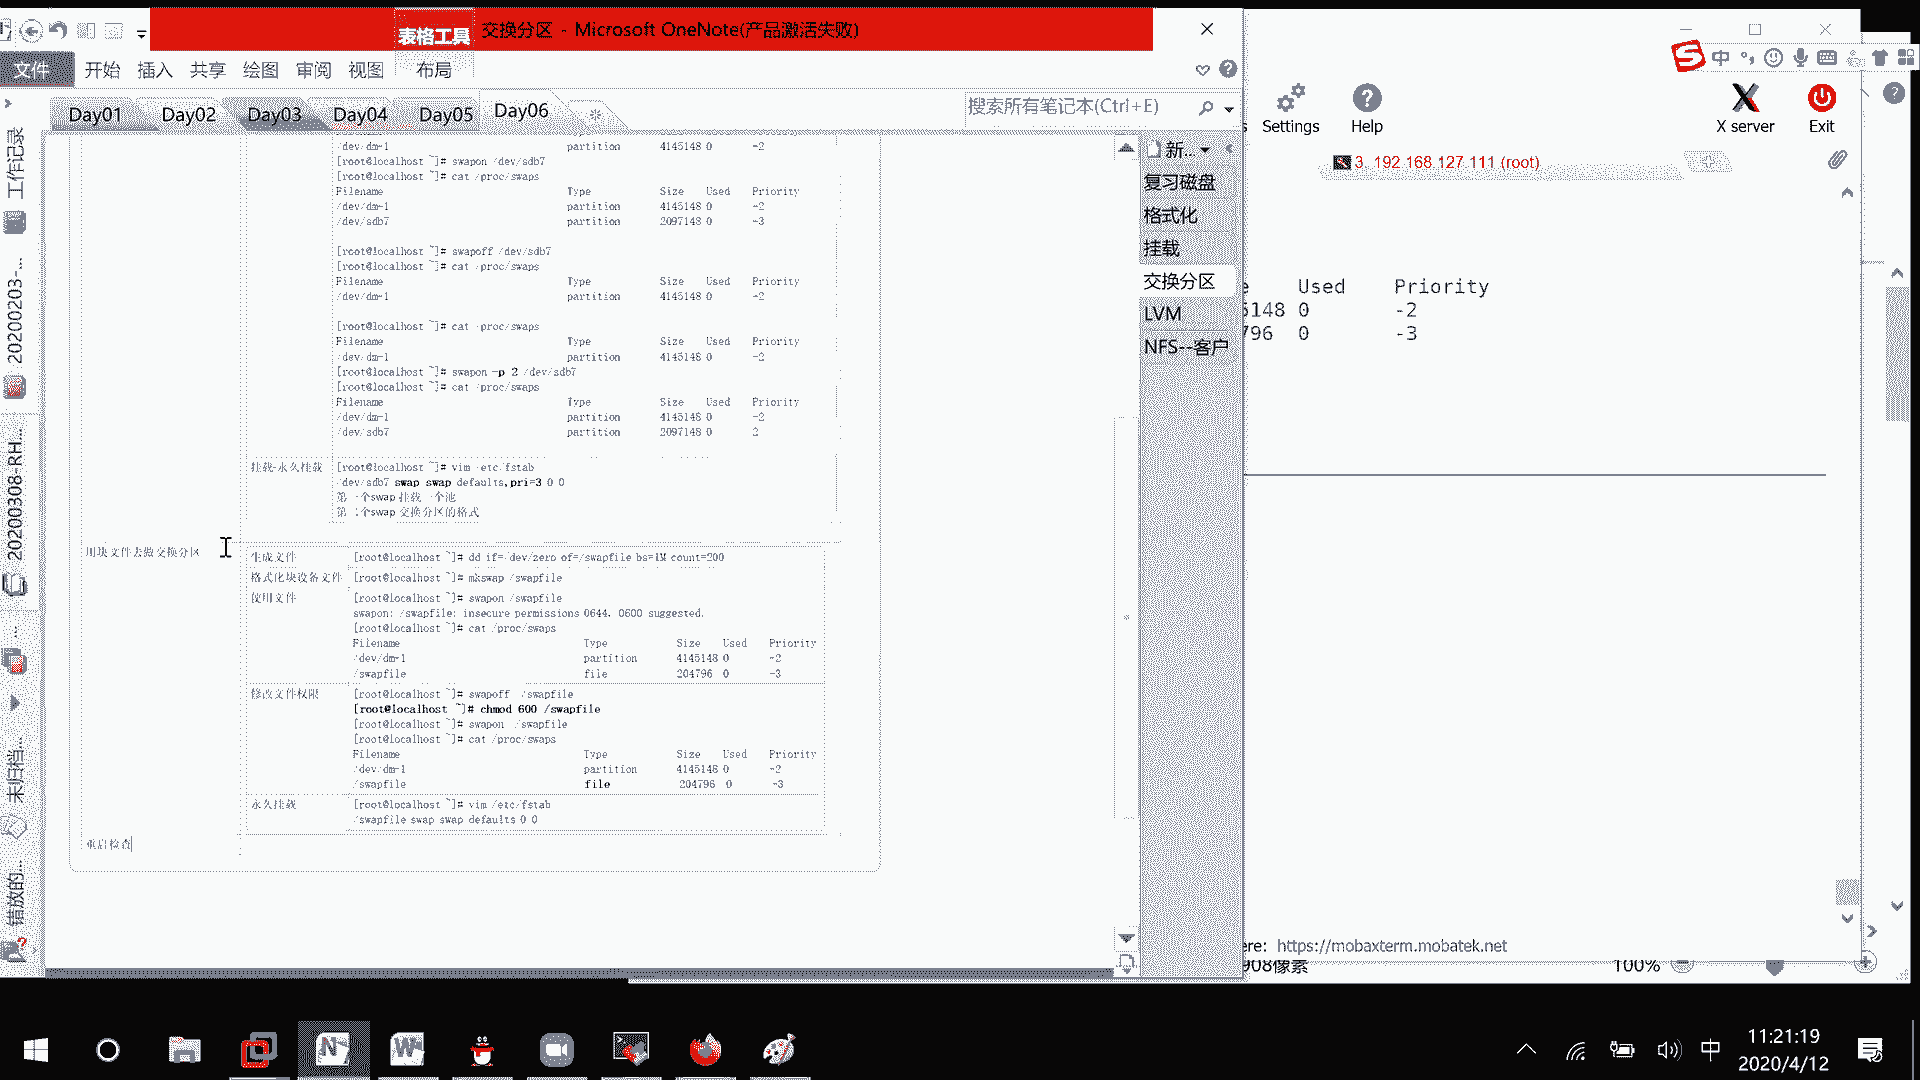 表格工具
交换分区 - Microsoft OneNote(产品激活失败)
文件 开始 插入 共享 绘图 审阅 视图 布局
Day01 Day02 Day03 Day04 Day05 Day06
搜索所有笔记本(Ctrl+E)
/dev/dm-1 partition 4145148 0 -2
[root@localhost ~]# swapon /dev/sdb7
[root@localhost ~]# cat /proc/swaps
Filename Type Size Used Priority
/dev/dm-1 partition 4145148 0 -2
/dev/sdb7 partition 2097148 0 -3
[root@localhost ~]# swapoff /dev/sdb7
[root@localhost ~]# cat /proc/swaps
Filename Type Size Used Priority
/dev/dm-1 partition 4145148 0 -2
[root@localhost ~]# cat /proc/swaps
Filename Type Size Used Priority
/dev/dm-1 partition 4145148 0 -2
[root@localhost ~]# swapon -p 2 /dev/sdb7
[root@localhost ~]# cat /proc/swaps
Filename Type Size Used Priority
/dev/dm-1 partition 4145148 0 -2
/dev/sdb7 partition 2097148 0 2
挂载-永久挂载 [root@localhost ~]# vim /etc/fstab
/dev/sdb7 swap swap defaults,pri=3 0 0
第一个swap 挂载一个池
第二个swap 交换分区的格式
用块文件去做交换分区
生成文件 [root@localhost ~]# dd if=/dev/zero of=/swapfile bs=1M count=200
格式化块设备文件 [root@localhost ~]# mkswap /swapfile
使用文件 [root@localhost ~]# swapon /swapfile
swapon: /swapfile: insecure permissions 0644, 0600 suggested.
[root@localhost ~]# cat /proc/swaps
Filename Type Size Used Priority
/dev/dm-1 partition 4145148 0 -2
/swapfile file 204796 0 -3
修改文件权限 [root@localhost ~]# swapoff /swapfile
[root@localhost ~]# chmod 600 /swapfile
[root@localhost ~]# swapon /swapfile
[root@localhost ~]# cat /proc/swaps
Filename Type Size Used Priority
/dev/dm-1 partition 4145148 0 -2
/swapfile file 204796 0 -3
永久挂载 [root@localhost ~]# vim /etc/fstab
/swapfile swap swap defaults 0 0
重启检查
工作记录
20200203-...
20200308-RH...
...
未归档...
错放的...
新...
复习磁盘
格式化
挂载
交换分区
LVM
NFS--客户
中
Settings Help X server Exit
3. 192.168.127.111 (root)
e Used Priority
5148 0 -2
796 0 -3
ere: https://mobaxterm.mobatek.net
908像素 100%
中
11:21:19
2020/4/12